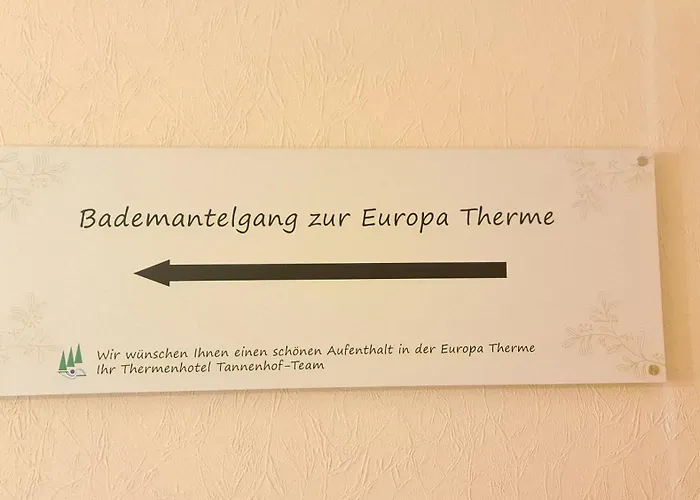 Bademantelgang zur Europa Therme
Wir wünschen Ihnen einen schönen Aufenthalt in der Europa Therme
Ihr Thermenhotel Tannenhof-Team